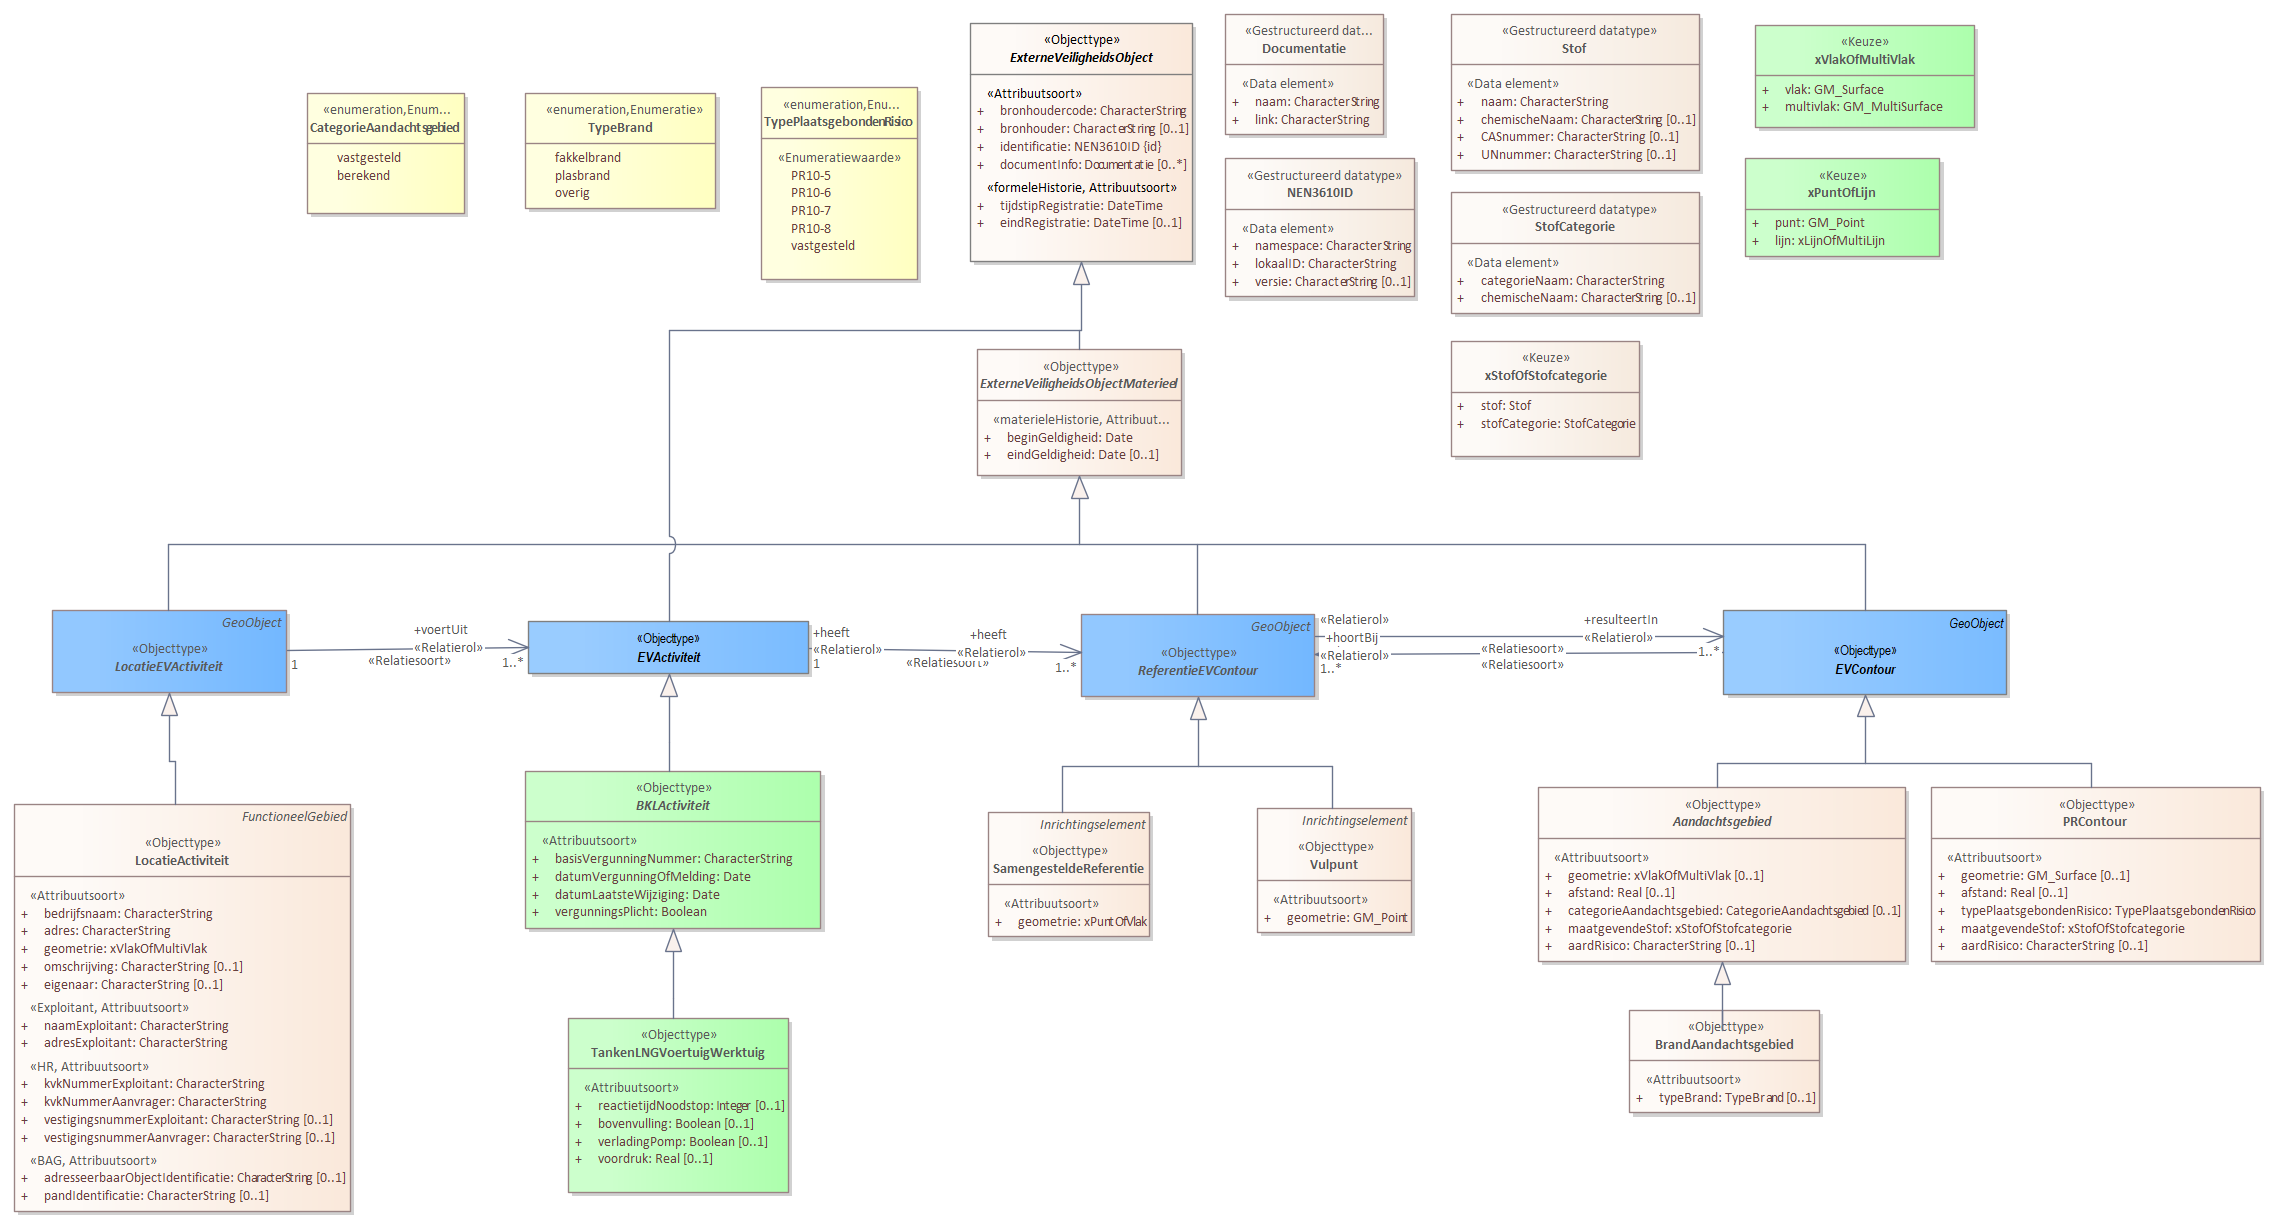 «enumeration,Enum...
CategorieAandachtsgebied
vastgesteld
berekend
«enumeration,Enumeratie»
TypeBrand
fakkelbrand
plasbrand
overig
«enumeration,Enu...
TypePlaatsgebondenRisico
«Enumeratiewaarde»
PR10-5
PR10-6
PR10-7
PR10-8
vastgesteld
«Objecttype»
ExterneVeiligheidsObject
«Attribuutsoort»
+ bronhoudercode: CharacterString
+ bronhouder: CharacterString [0..1]
+ identificatie: NEN3610ID {id}
+ documentInfo: Documentatie [0..*]
«formeleHistorie, Attribuutsoort»
+ tijdstipRegistratie: DateTime
+ eindRegistratie: DateTime [0..1]
«Gestructureerd dat...
Documentatie
«Data element»
+ naam: CharacterString
+ link: CharacterString
«Gestructureerd datatype»
NEN3610ID
«Data element»
+ namespace: CharacterString
+ lokaalID: CharacterString
+ versie: CharacterString [0..1]
«Gestructureerd datatype»
Stof
«Data element»
+ naam: CharacterString
+ chemischeNaam: CharacterString [0..1]
+ CASnummer: CharacterString [0..1]
+ UNnummer: CharacterString [0..1]
«Gestructureerd datatype»
StofCategorie
«Data element»
+ categorieNaam: CharacterString
+ chemischeNaam: CharacterString [0..1]
«Keuze»
xStofOfStofcategorie
+ stof: Stof
+ stofCategorie: StofCategorie
«Keuze»
xVlakOfMultiVlak
+ vlak: GM_Surface
+ multivlak: GM_MultiSurface
«Keuze»
xPuntOfLijn
+ punt: GM_Point
+ lijn: xLijnOfMultiLijn
«Objecttype»
ExterneVeiligheidsObjectMaterieel
«materieleHistorie, Attribuut...
+ beginGeldigheid: Date
+ eindGeldigheid: Date [0..1]
GeoObject
«Objecttype»
LocatieEVActiviteit
+voertUit
«Relatierol»
«Relatiesoort»
1
1..*
«Objecttype»
EVActiviteit
+heeft
«Relatierol»
1
+heeft
«Relatierol»
«Relatiesoort»
1..*
GeoObject
«Objecttype»
ReferentieEVContour
«Relatierol»
+hoortBij
«Relatierol»
1..*
+resulteertIn
«Relatierol»
«Relatiesoort»
«Relatiesoort»
1..*
GeoObject
«Objecttype»
EVContour
FunctioneelGebied
«Objecttype»
LocatieActiviteit
«Attribuutsoort»
+ bedrijfsnaam: CharacterString
+ adres: CharacterString
+ geometrie: xVlakOfMultiVlak
+ omschrijving: CharacterString [0..1]
+ eigenaar: CharacterString [0..1]
«Exploitant, Attribuutsoort»
+ naamExploitant: CharacterString
+ adresExploitant: CharacterString
«HR, Attribuutsoort»
+ kvkNummerExploitant: CharacterString
+ kvkNummerAanvrager: CharacterString
+ vestigingsnummerExploitant: CharacterString [0..1]
+ vestigingsnummerAanvrager: CharacterString [0..1]
«BAG, Attribuutsoort»
+ adresseerbaarObjectIdentificatie: CharacterString [0..1]
+ pandIdentificatie: CharacterString [0..1]
«Objecttype»
BKLActiviteit
«Attribuutsoort»
+ basisVergunningNummer: CharacterString
+ datumVergunningOfMelding: Date
+ datumLaatsteWijziging: Date
+ vergunningsPlicht: Boolean
«Objecttype»
TankenLNGVoertuigWerktuig
«Attribuutsoort»
+ reactietijdNoodstop: Integer [0..1]
+ bovenvulling: Boolean [0..1]
+ verladingPomp: Boolean [0..1]
+ voordruk: Real [0..1]
Inrichtingselement
«Objecttype»
SamengesteldeReferentie
«Attribuutsoort»
+ geometrie: xPuntOfVlak
Inrichtingselement
«Objecttype»
Vulpunt
«Attribuutsoort»
+ geometrie: GM_Point
«Objecttype»
Aandachtsgebied
«Attribuutsoort»
+ geometrie: xVlakOfMultiVlak [0..1]
+ afstand: Real [0..1]
+ categorieAandachtsgebied: CategorieAandachtsgebied [0..1]
+ maatgevendeStof: xStofOfStofcategorie
+ aardRisico: CharacterString [0..1]
«Objecttype»
PRContour
«Attribuutsoort»
+ geometrie: GM_Surface [0..1]
+ afstand: Real [0..1]
+ typePlaatsgebondenRisico: TypePlaatsgebondenRisico
+ maatgevendeStof: xStofOfStofcategorie
+ aardRisico: CharacterString [0..1]
«Objecttype»
BrandAandachtsgebied
«Attribuutsoort»
+ typeBrand: TypeBrand [0..1]